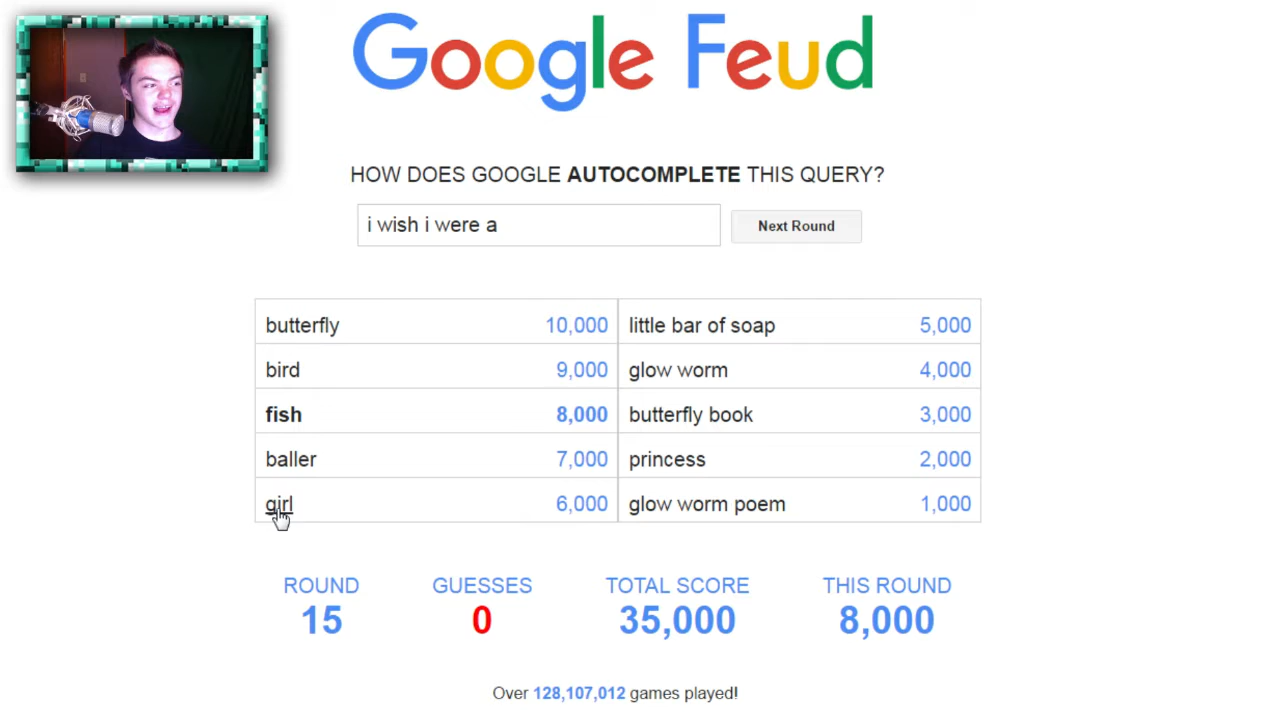 Google Feud
HOW DOES GOOGLE AUTOCOMPLETE THIS QUERY?
i wish i were a
Next Round
butterfly 10,000 little bar of soap 5,000
bird 9,000 glow worm 4,000
fish 8,000 butterfly book 3,000
baller 7,000 princess 2,000
girl 6,000 glow worm poem 1,000
ROUND GUESSES TOTAL SCORE THIS ROUND
15 0 35,000 8,000
Over 128,107,012 games played!